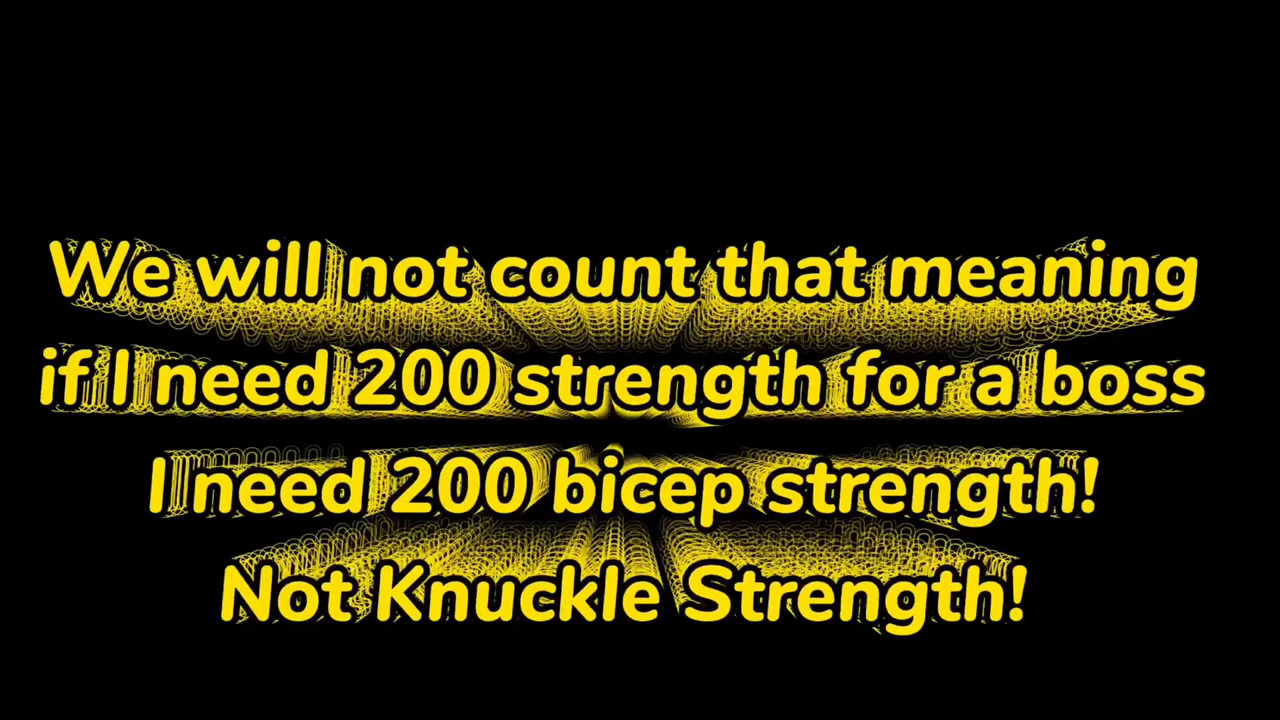 We will not count that meaning
if I need 200 strength for a boss
I need 200 bicep strength!
Not Knuckle Strength!